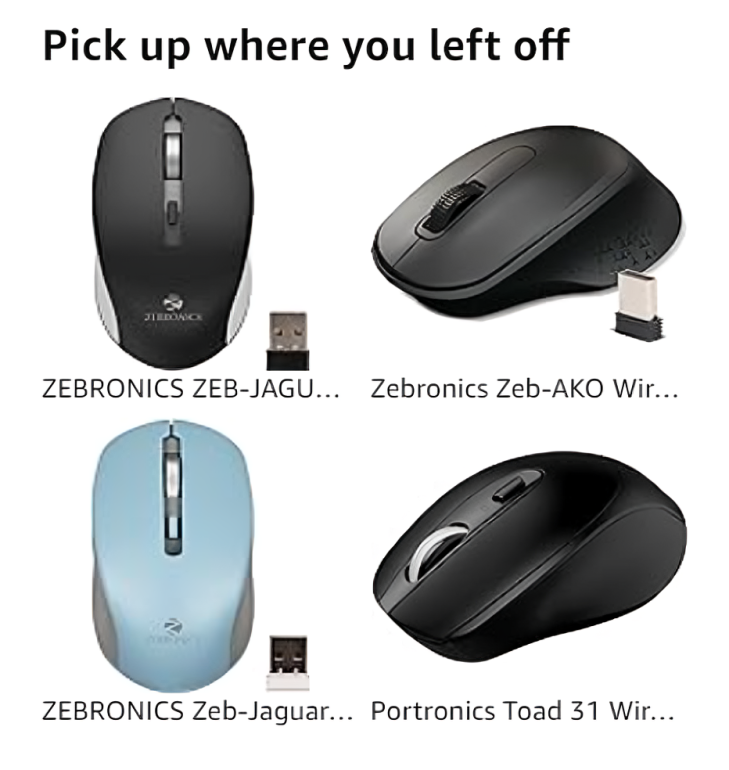 Pick up where you left off
ZEBRONICS
ZEBRONICS ZEB-JAGU...
Zebronics Zeb-AKO Wir...
ZEBRONICS Zeb-Jaguar...
Portronics Toad 31 Wir...